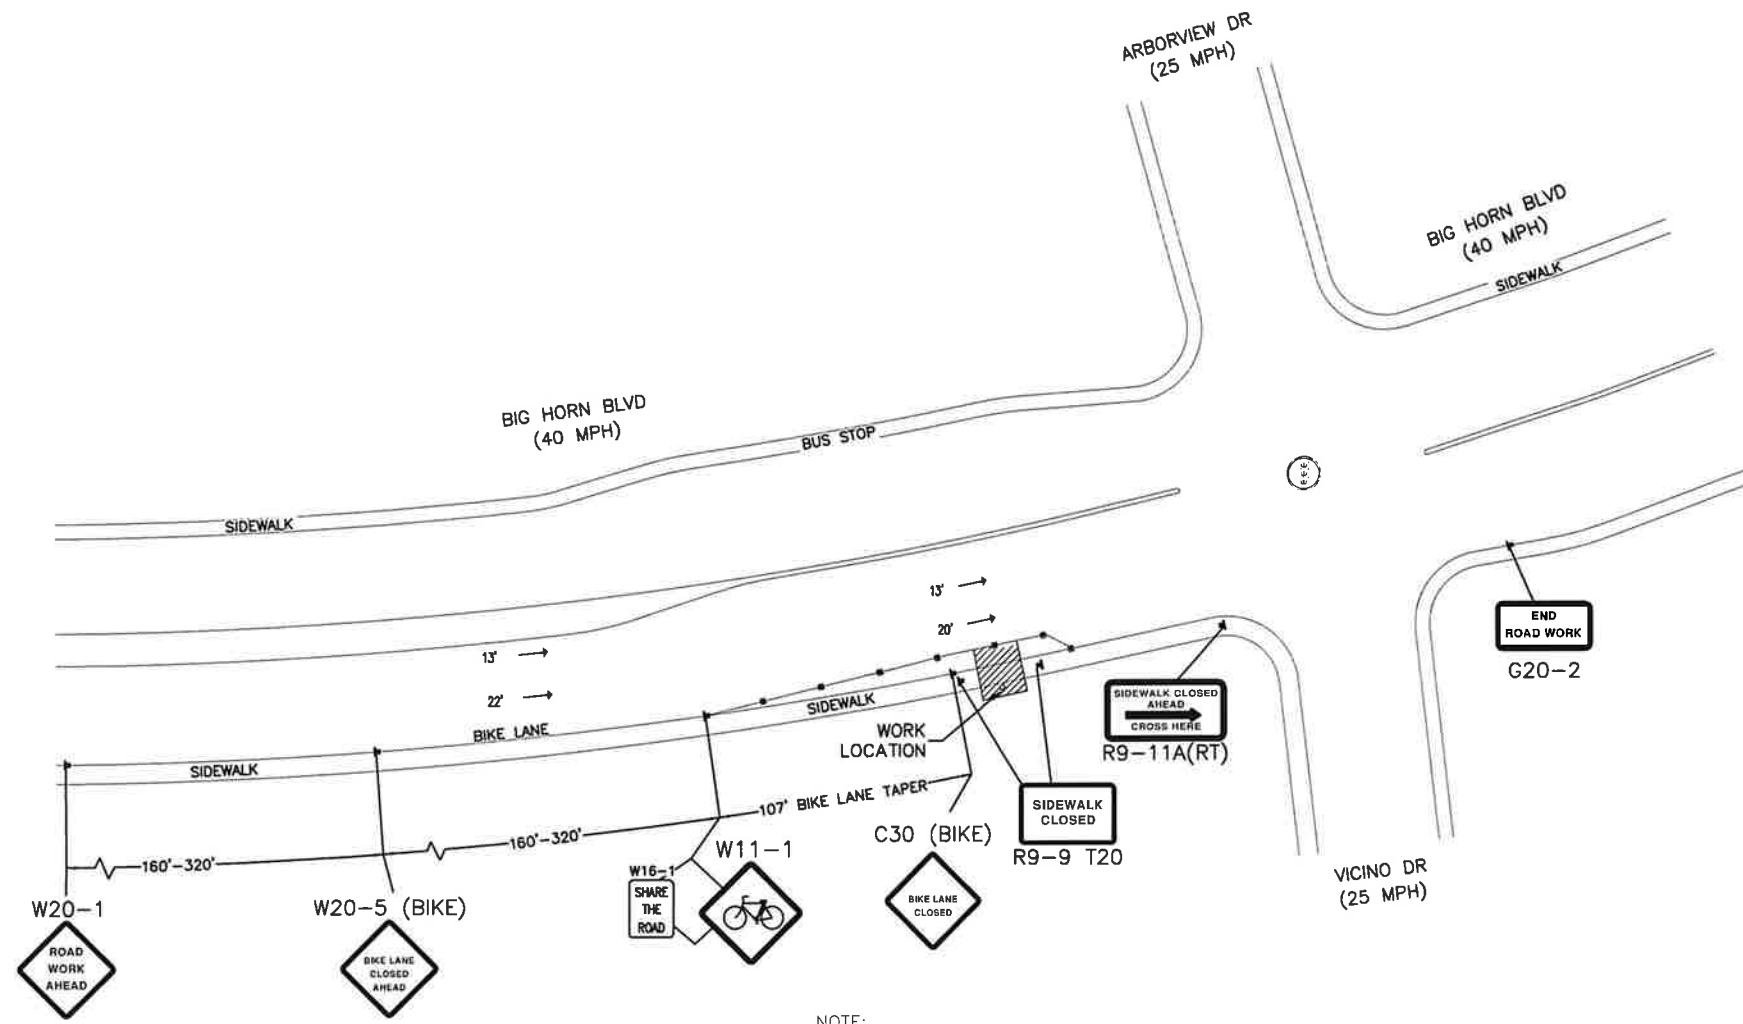 ARBORVIEW DR
(25 MPH)
BIG HORN BLVD
(40 MPH)
SIDEWALK
BIG HORN BLVD
(40 MPH)
BUS STOP
SIDEWALK
13'
20'
13'
22'
END
ROAD WORK
G20-2
SIDEWALK
BIKE LANE
SIDEWALK
WORK
LOCATION
SIDEWALK CLOSED
AHEAD
CROSS HERE
R9-11A(RT)
107' BIKE LANE TAPER
SIDEWALK
CLOSED
R9-9 T20
C30 (BIKE)
BIKE LANE
CLOSED
160'-320'
160'-320'
W11-1
W16-1
SHARE
THE
ROAD
W20-1
ROAD
WORK
AHEAD
W20-5 (BIKE)
BIKE LANE
CLOSED
AHEAD
VICINO DR
(25 MPH)
NOTE: